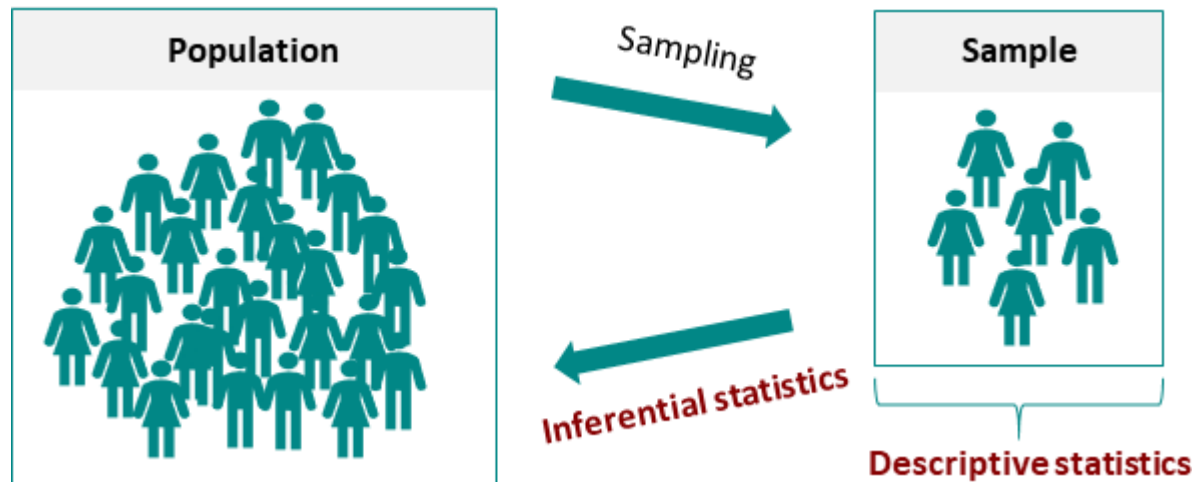 Population
Sampling
Sample
Inferential statistics
Descriptive statistics